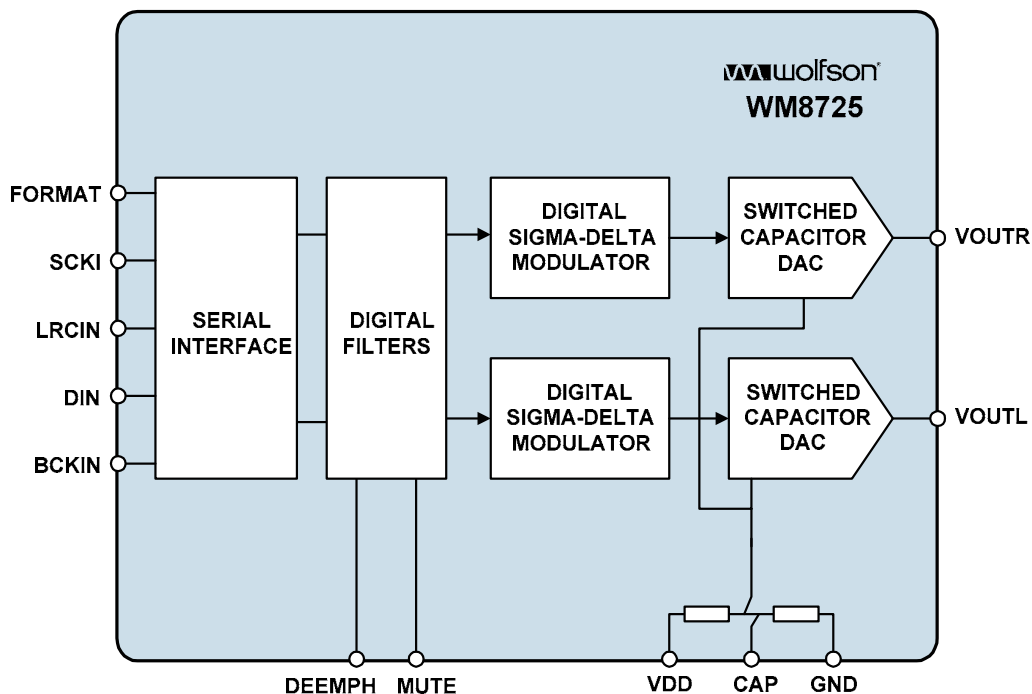 wolfson®
WM8725
FORMAT
SCKI
LRCIN
DIN
BCKIN
SERIAL
INTERFACE
DIGITAL
FILTERS
DIGITAL
SIGMA-DELTA
MODULATOR
SWITCHED
CAPACITOR
DAC
VOUTR
DIGITAL
SIGMA-DELTA
MODULATOR
SWITCHED
CAPACITOR
DAC
VOUTL
DEEMPH
MUTE
VDD
CAP
GND